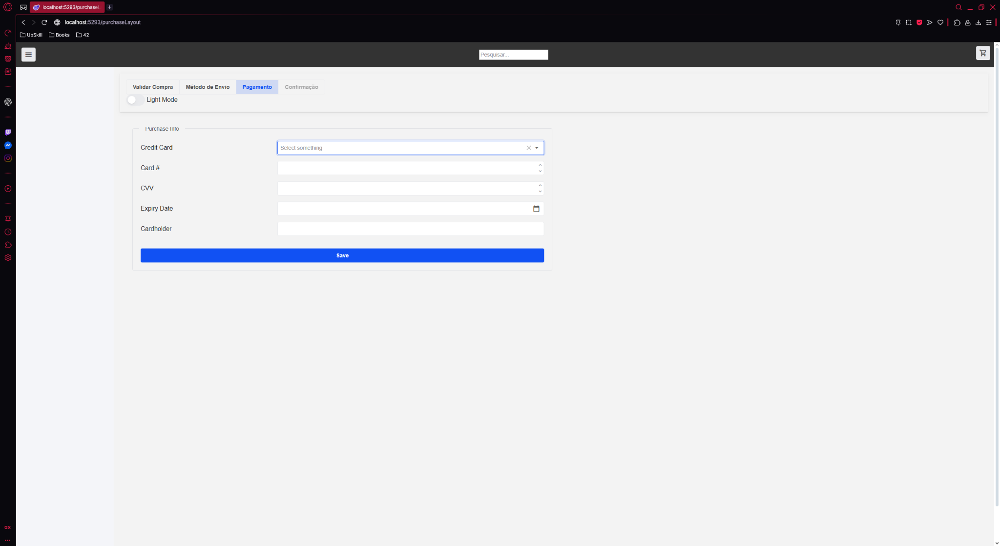 localhost:5293/purchaseL
localhost:5293/purchaseLayout
UpSkill Books 42
Pesquisar...
Validar Compra Método de Envio Pagamento Confirmação
Light Mode
Purchase Info
Credit Card Select something
Card #
CVV
Expiry Date
Cardholder
Save
M
GX